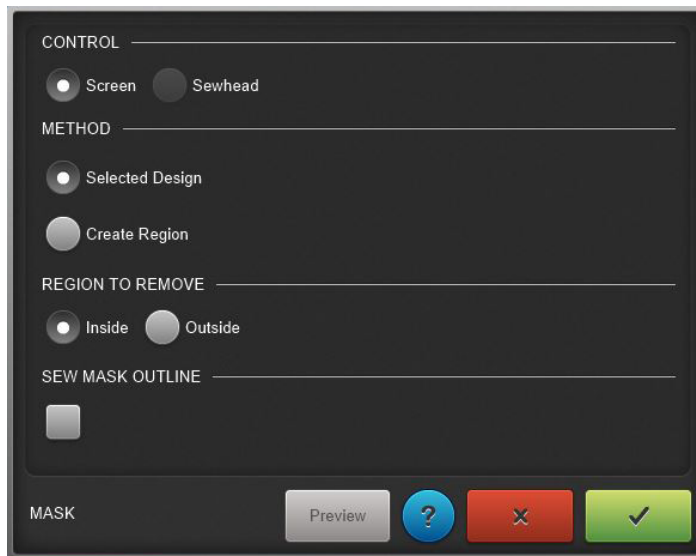 CONTROL
Screen Sewhead
METHOD
Selected Design
Create Region
REGION TO REMOVE
Inside Outside
SEW MASK OUTLINE
MASK Preview ?